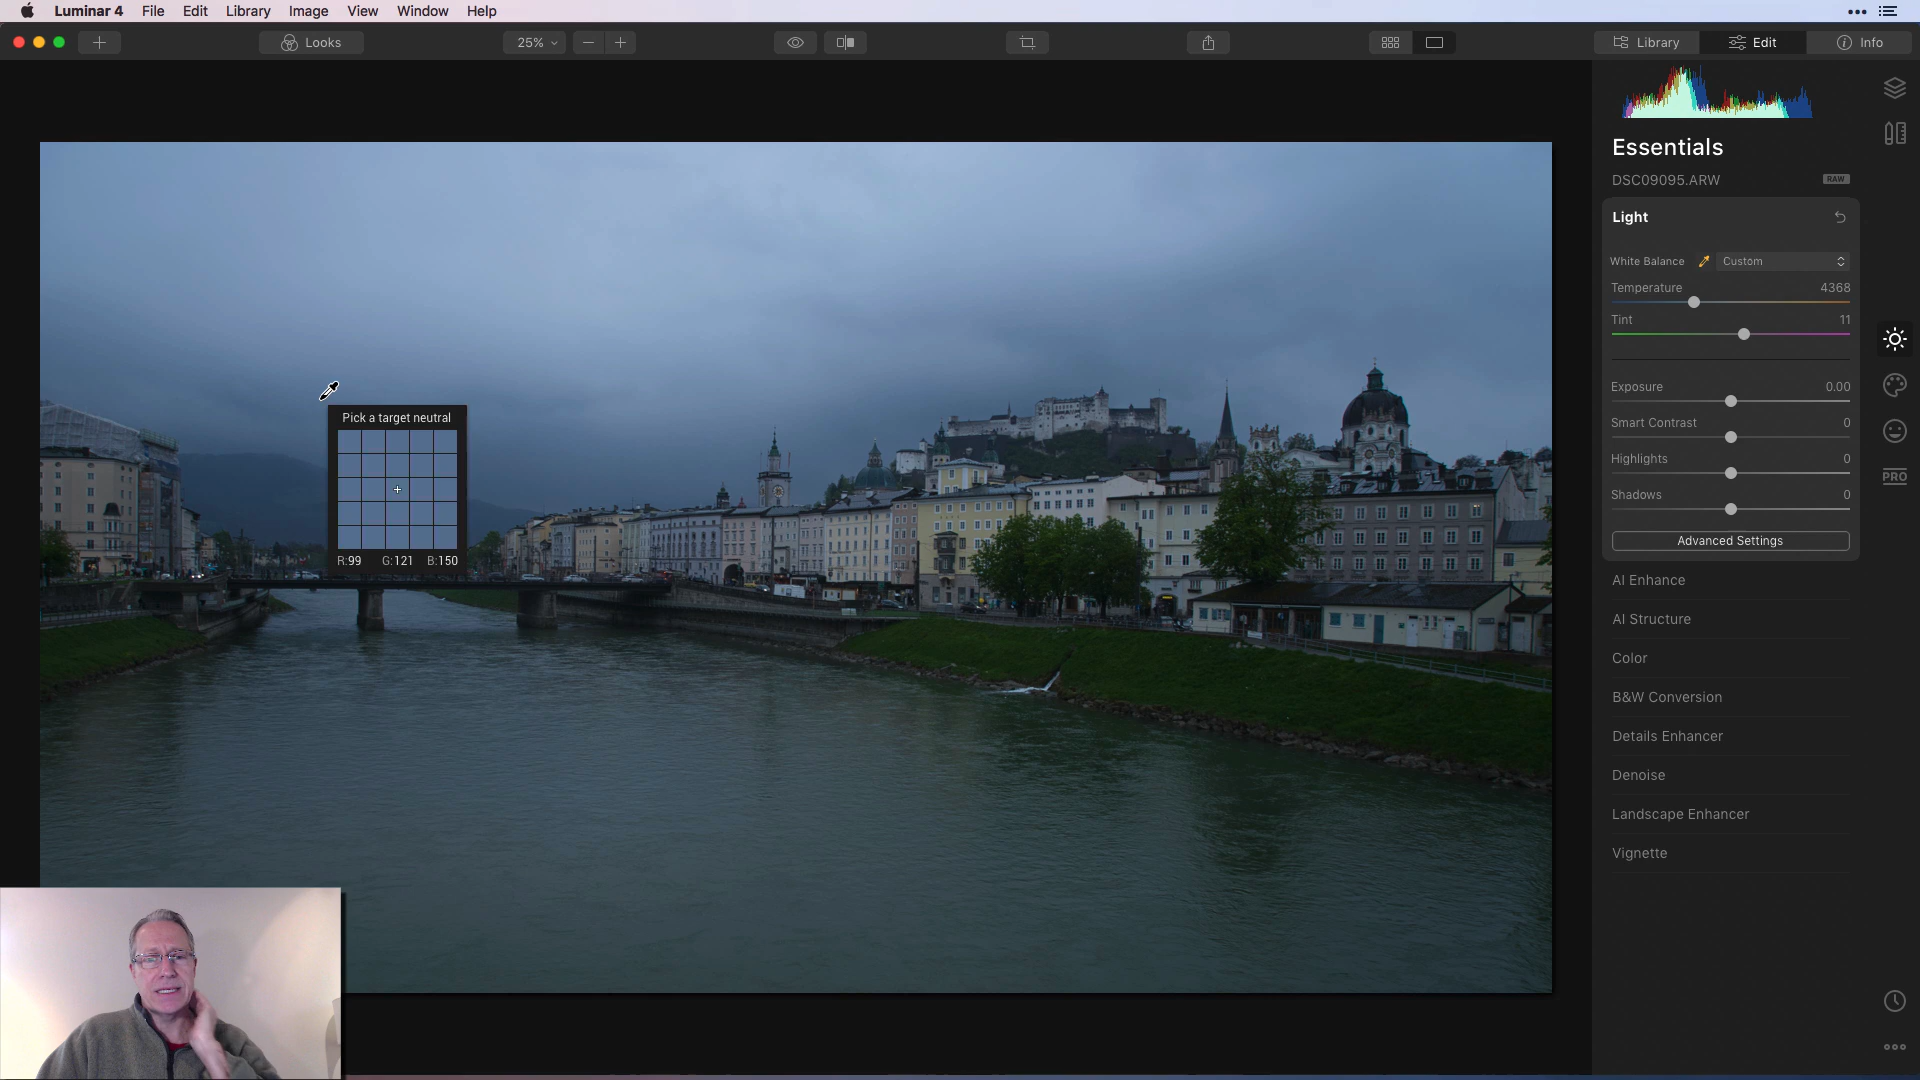 Luminar 4 File Edit Library Image View Window Help
Looks 25% Library Edit Info
Essentials
DSC09095.ARW RAW
Light
White Balance Custom
Temperature 4368
Tint 11
Exposure 0.00
Smart Contrast 0
Highlights 0
Shadows 0
Advanced Settings
AI Enhance
AI Structure
Color
B&W Conversion
Details Enhancer
Denoise
Landscape Enhancer
Vignette
PRO
Pick a target neutral
R:99 G:121 B:150